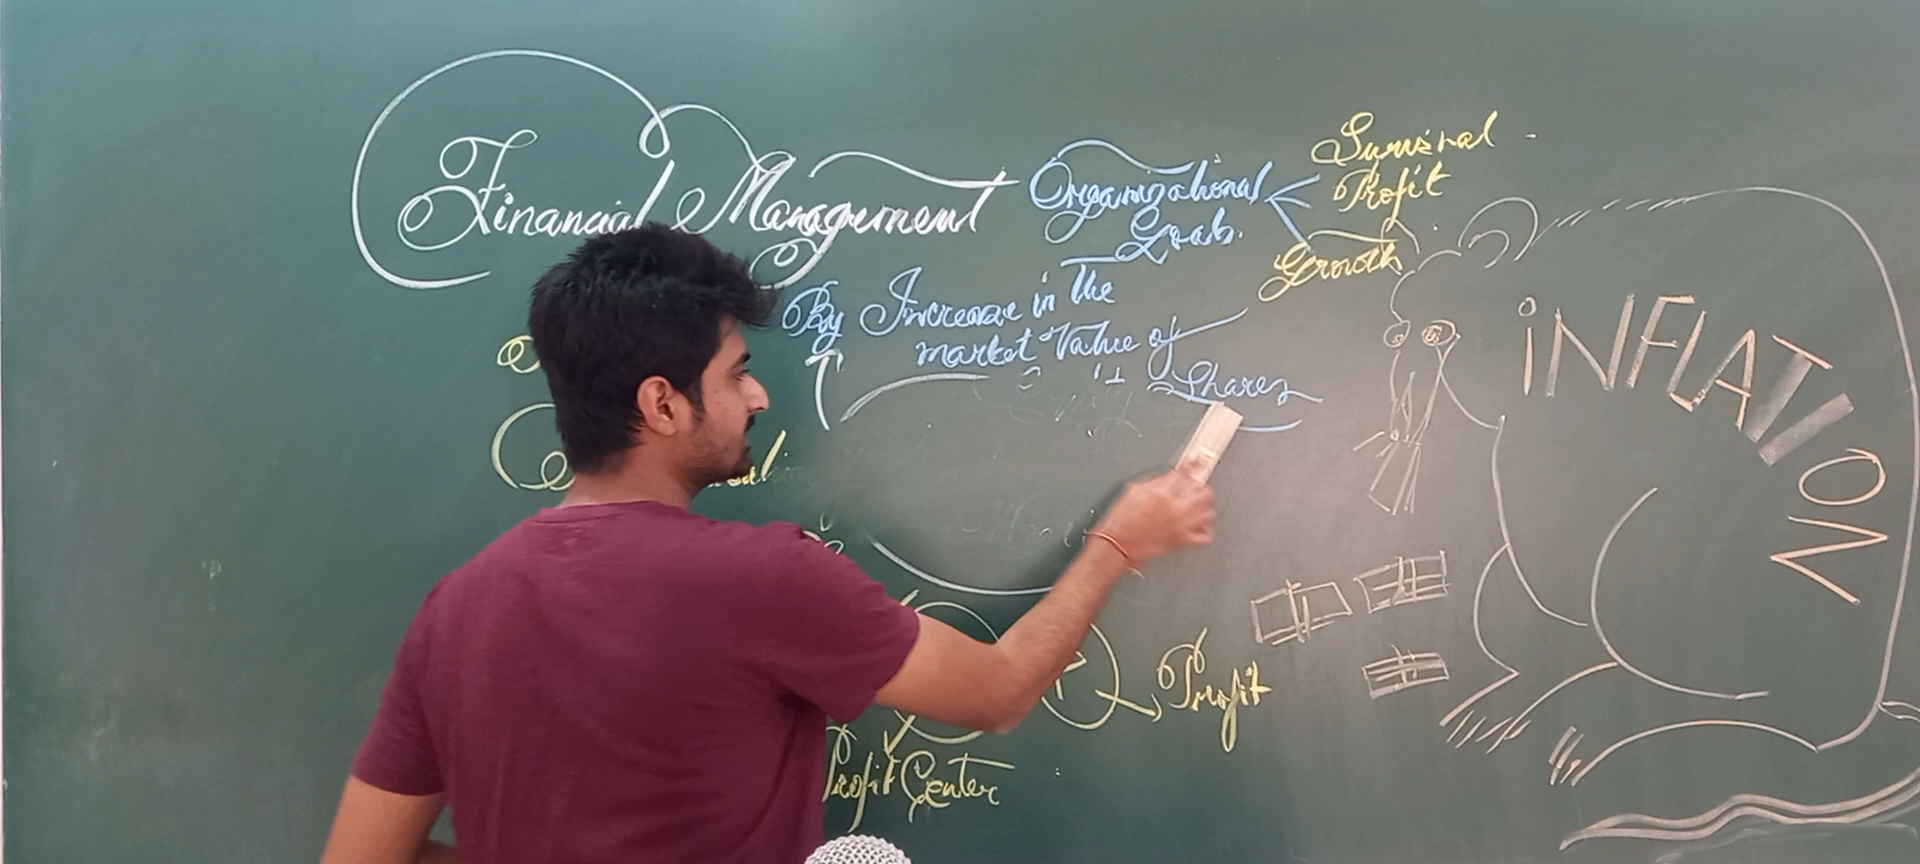 Financial Management
Organizational
Goals.
Survival
Profit
Growth
By Increase in The
market Value of
Shares
INFLATION
Profit
Profit Center